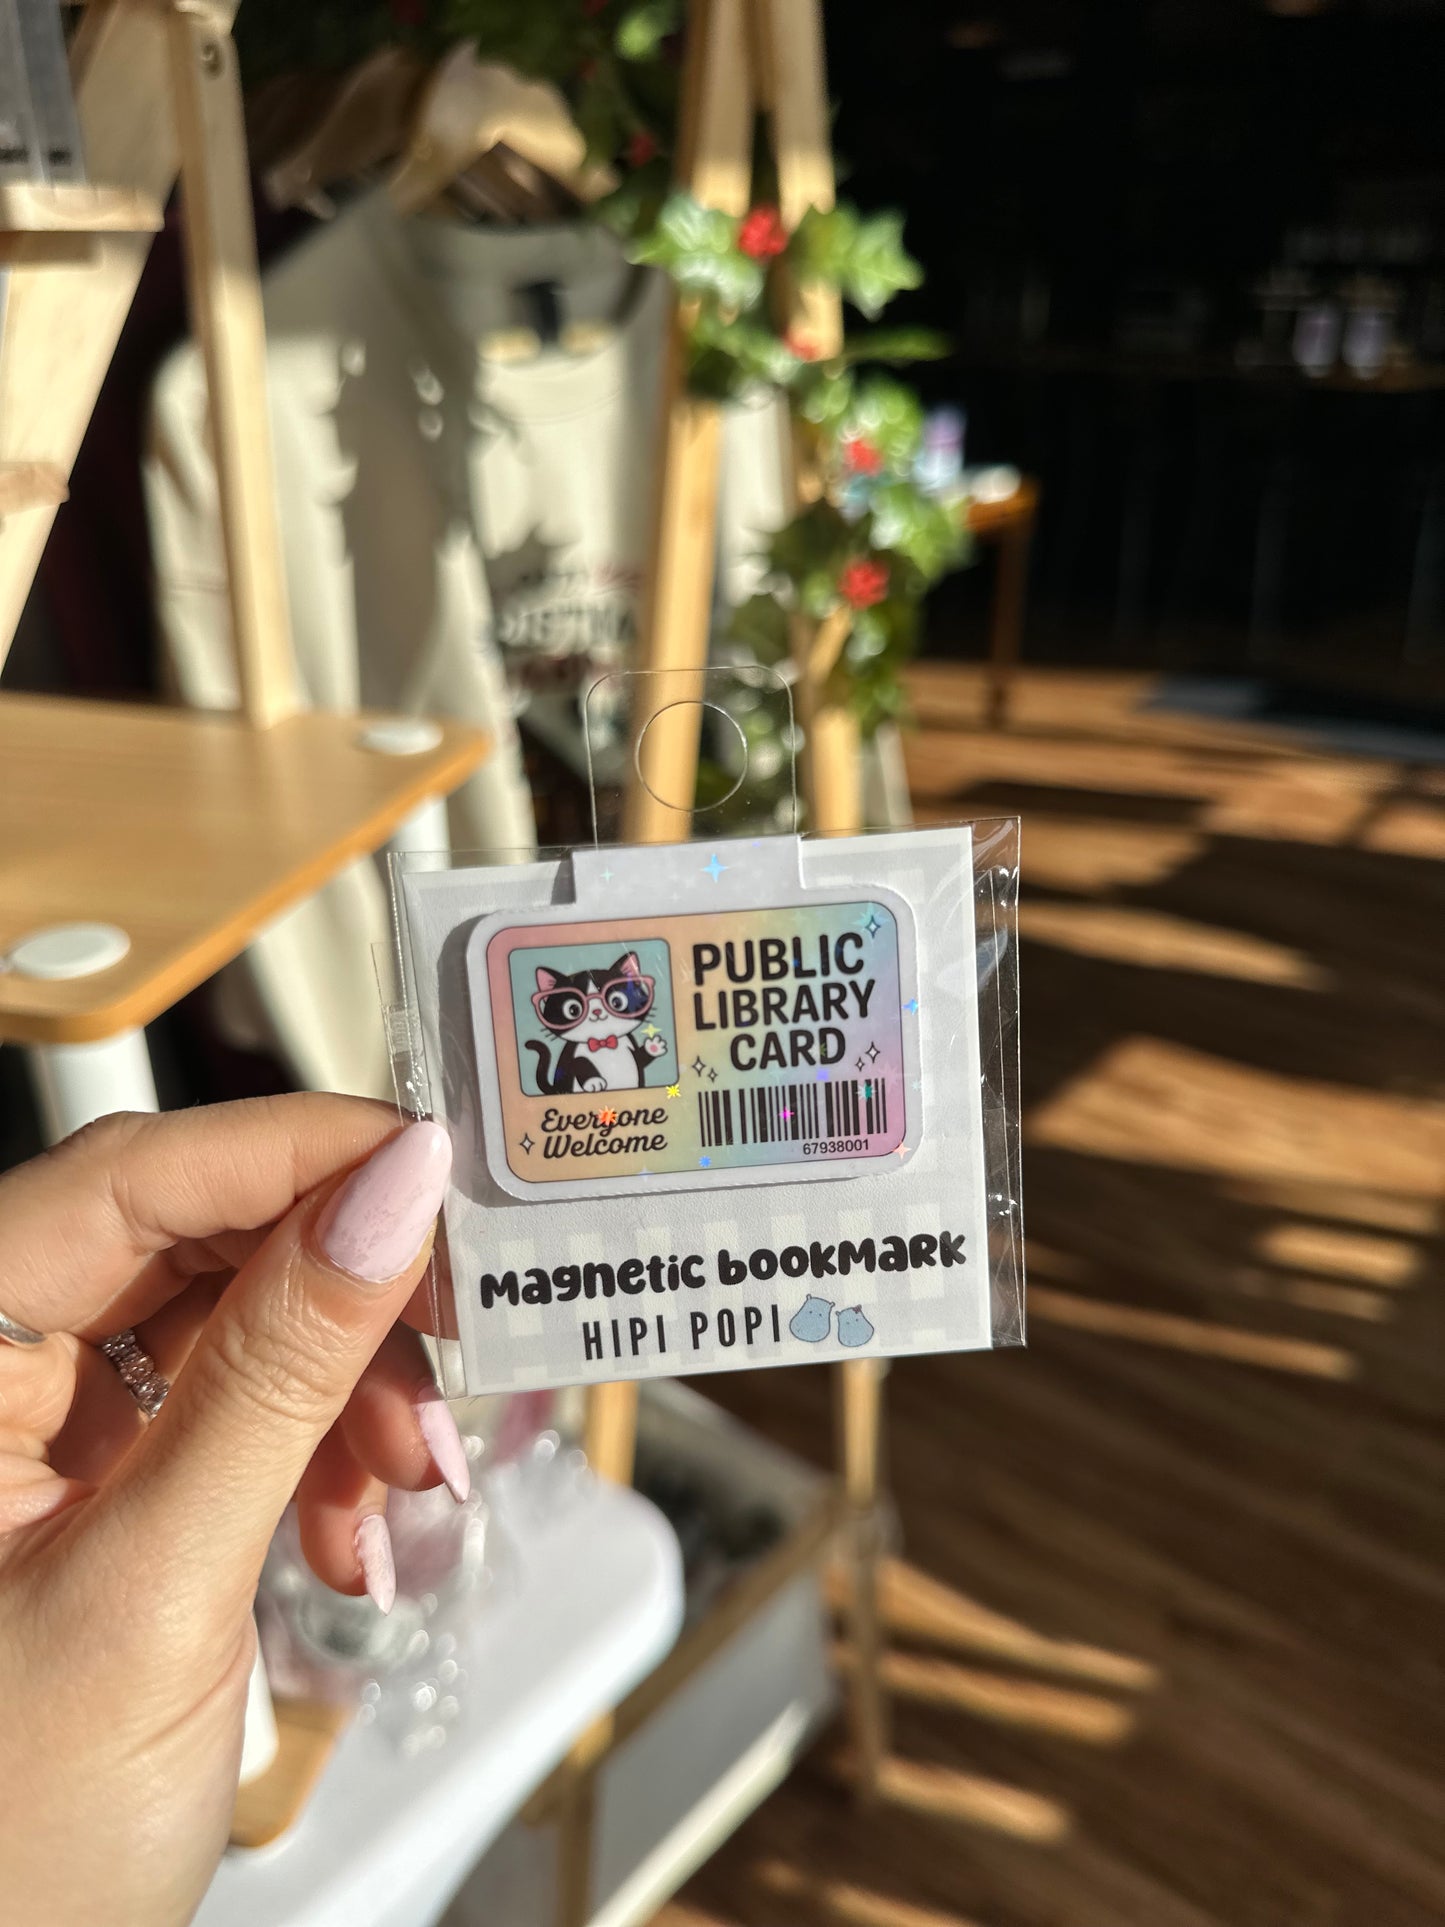 PUBLIC
LIBRARY
CARD
Everyone
Welcome
67938001
Magnetic bookmark
HIPI POPI